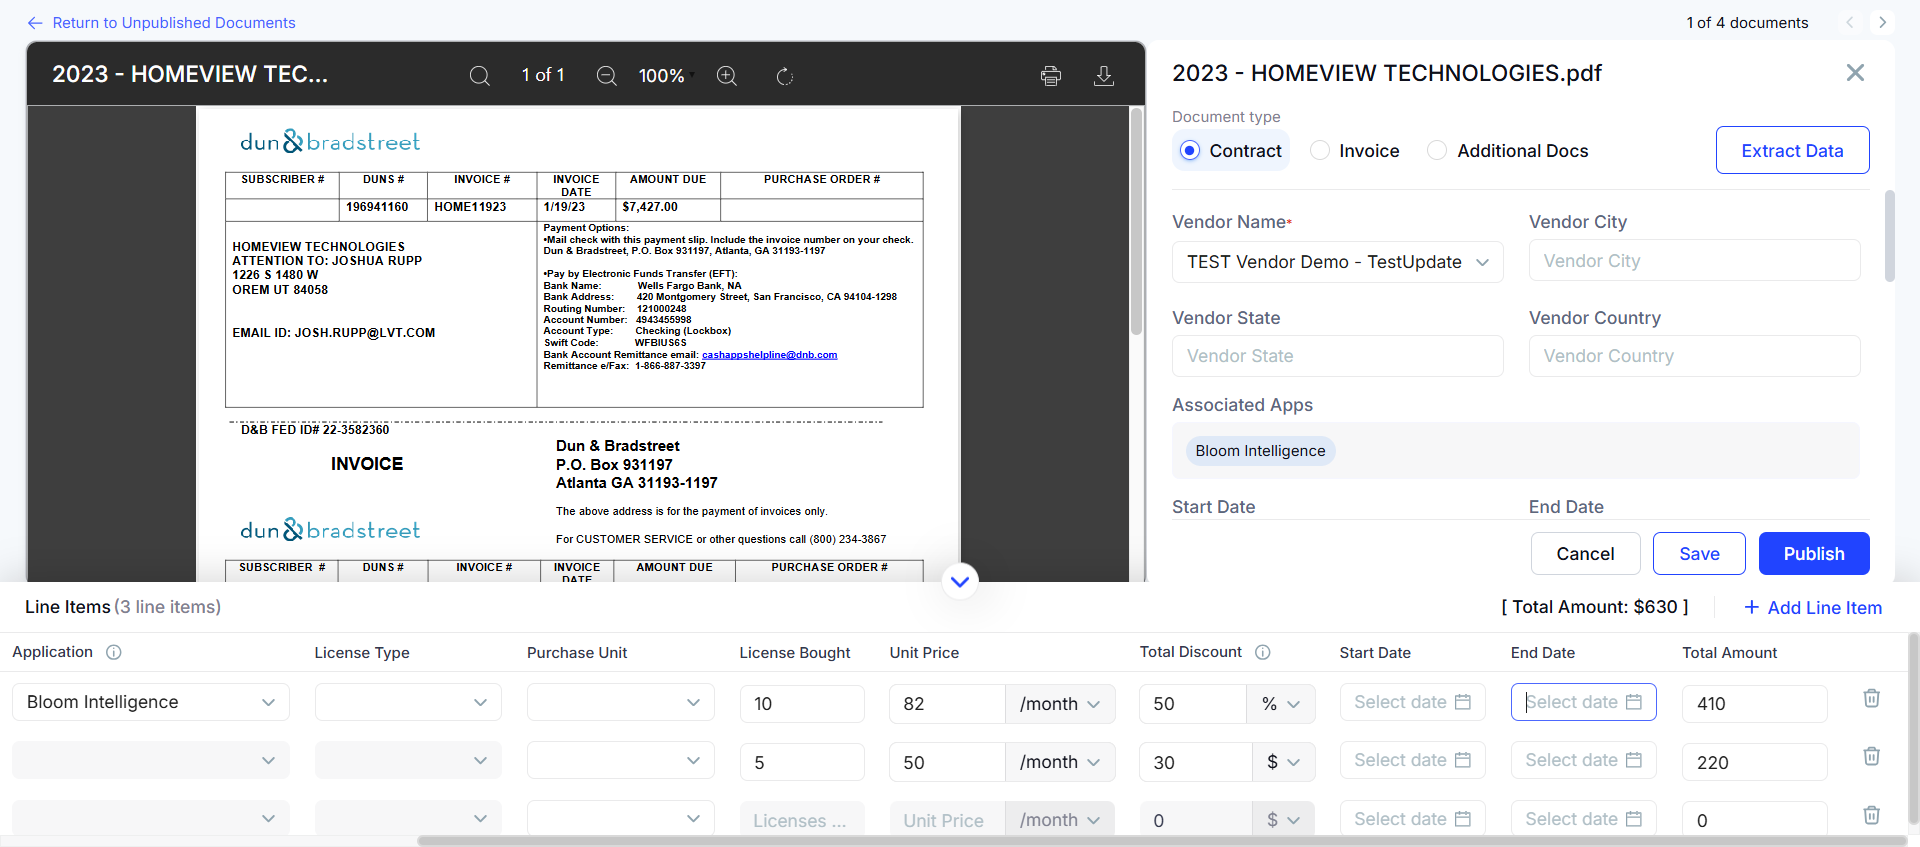 Return to Unpublished Documents
1 of 4 documents
2023 - HOMEVIEW TEC...
1 of 1
100%
dun&bradstreet
SUBSCRIBER # DUNS # INVOICE # INVOICE DATE AMOUNT DUE PURCHASE ORDER #
196941160 HOME11923 1/19/23 $7,427.00
HOMEVIEW TECHNOLOGIES
ATTENTION TO: JOSHUA RUPP
1226 S 1480 W
OREM UT 84058
EMAIL ID: JOSH.RUPP@LVT.COM
Payment Options:
•Mail check with this payment slip. Include the invoice number on your check.
Dun & Bradstreet, P.O. Box 931197, Atlanta, GA 31193-1197
•Pay by Electronic Funds Transfer (EFT):
Bank Name: Wells Fargo Bank, NA
Bank Address: 420 Montgomery Street, San Francisco, CA 94104-1298
Routing Number: 121000248
Account Number: 4943455998
Account Type: Checking (Lockbox)
Swift Code: WFBIUS6S
Bank Account Remittance email: cashappshelpline@dnb.com
Remittance e/Fax: 1-866-887-3397
D&B FED ID# 22-3582360
INVOICE
Dun & Bradstreet
P.O. Box 931197
Atlanta GA 31193-1197
The above address is for the payment of invoices only.
For CUSTOMER SERVICE or other questions call (800) 234-3867
dun&bradstreet
SUBSCRIBER # DUNS # INVOICE # INVOICE DATE AMOUNT DUE PURCHASE ORDER #
2023 - HOMEVIEW TECHNOLOGIES.pdf
Document type
Contract Invoice Additional Docs
Extract Data
Vendor Name* Vendor City
TEST Vendor Demo - TestUpdate Vendor City
Vendor State Vendor Country
Vendor State Vendor Country
Associated Apps
Bloom Intelligence
Start Date End Date
Cancel Save Publish
Line Items (3 line items)
[ Total Amount: $630 ] + Add Line Item
Application License Type Purchase Unit License Bought Unit Price Total Discount Start Date End Date Total Amount
Bloom Intelligence 10 82 /month 50 % Select date Select date 410
5 50 /month 30 $ Select date Select date 220
Licenses ... Unit Price /month 0 $ Select date Select date 0